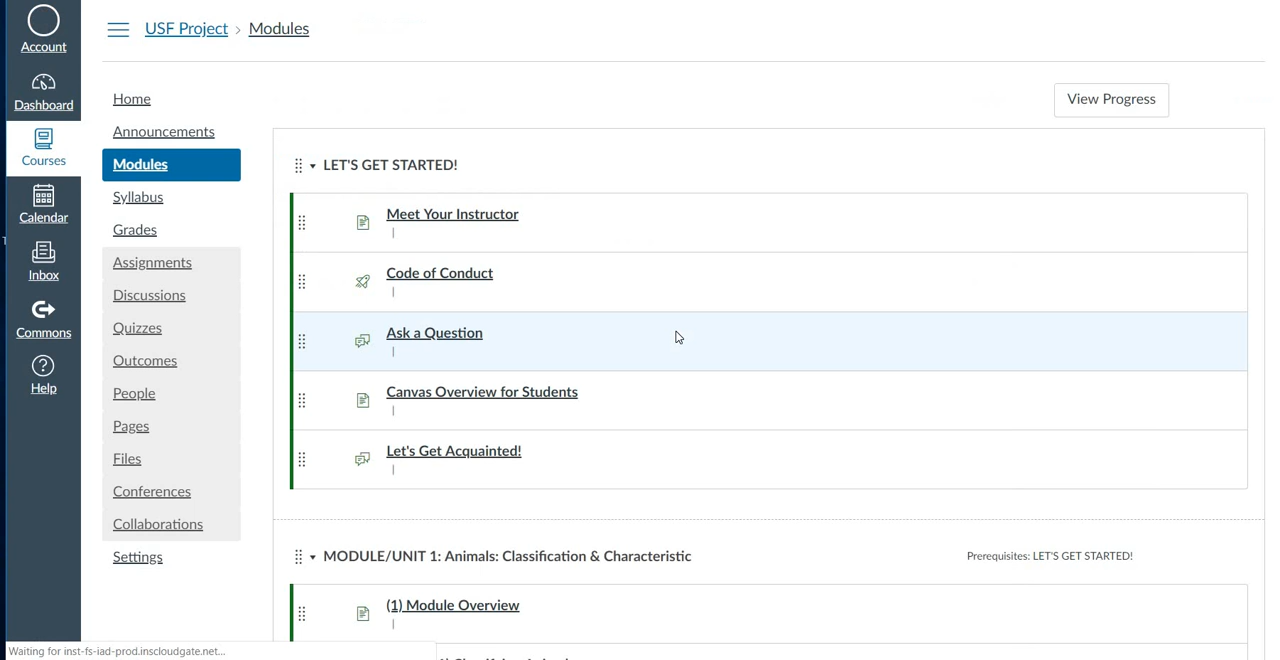 Account
Dashboard
Courses
Calendar
Inbox
Commons
Help
USF Project › Modules
Home
Announcements
Modules
Syllabus
Grades
Assignments
Discussions
Quizzes
Outcomes
People
Pages
Files
Conferences
Collaborations
Settings
View Progress
LET'S GET STARTED!
Meet Your Instructor
|
Code of Conduct
|
Ask a Question
|
Canvas Overview for Students
|
Let's Get Acquainted!
|
MODULE/UNIT 1: Animals: Classification & Characteristic
Prerequisites: LET'S GET STARTED!
(1) Module Overview
|
Waiting for inst-fs-iad-prod.inscloudgate.net...